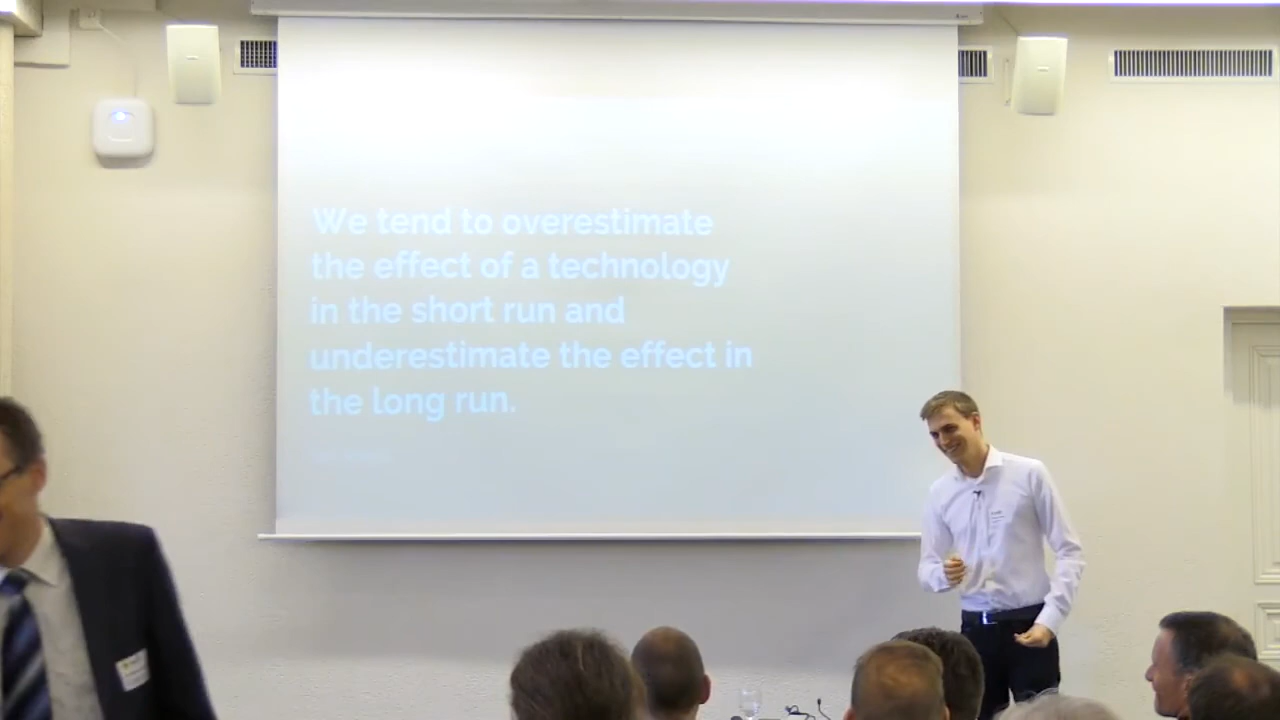 We tend to overestimate
the effect of a technology
in the short run and
underestimate the effect in
the long run.